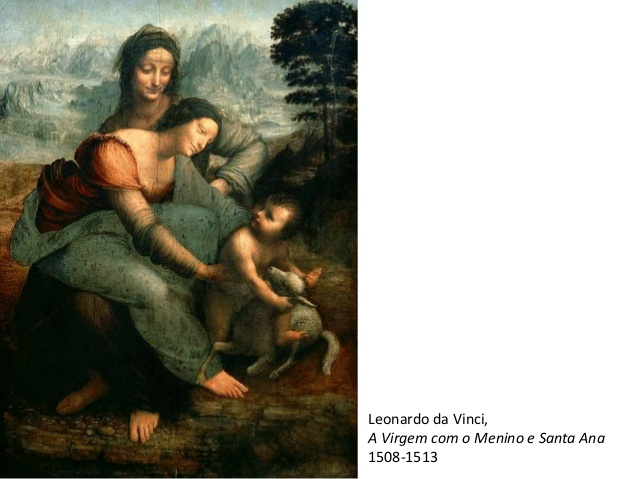 Leonardo da Vinci,
A Virgem com o Menino e Santa Ana
1508-1513